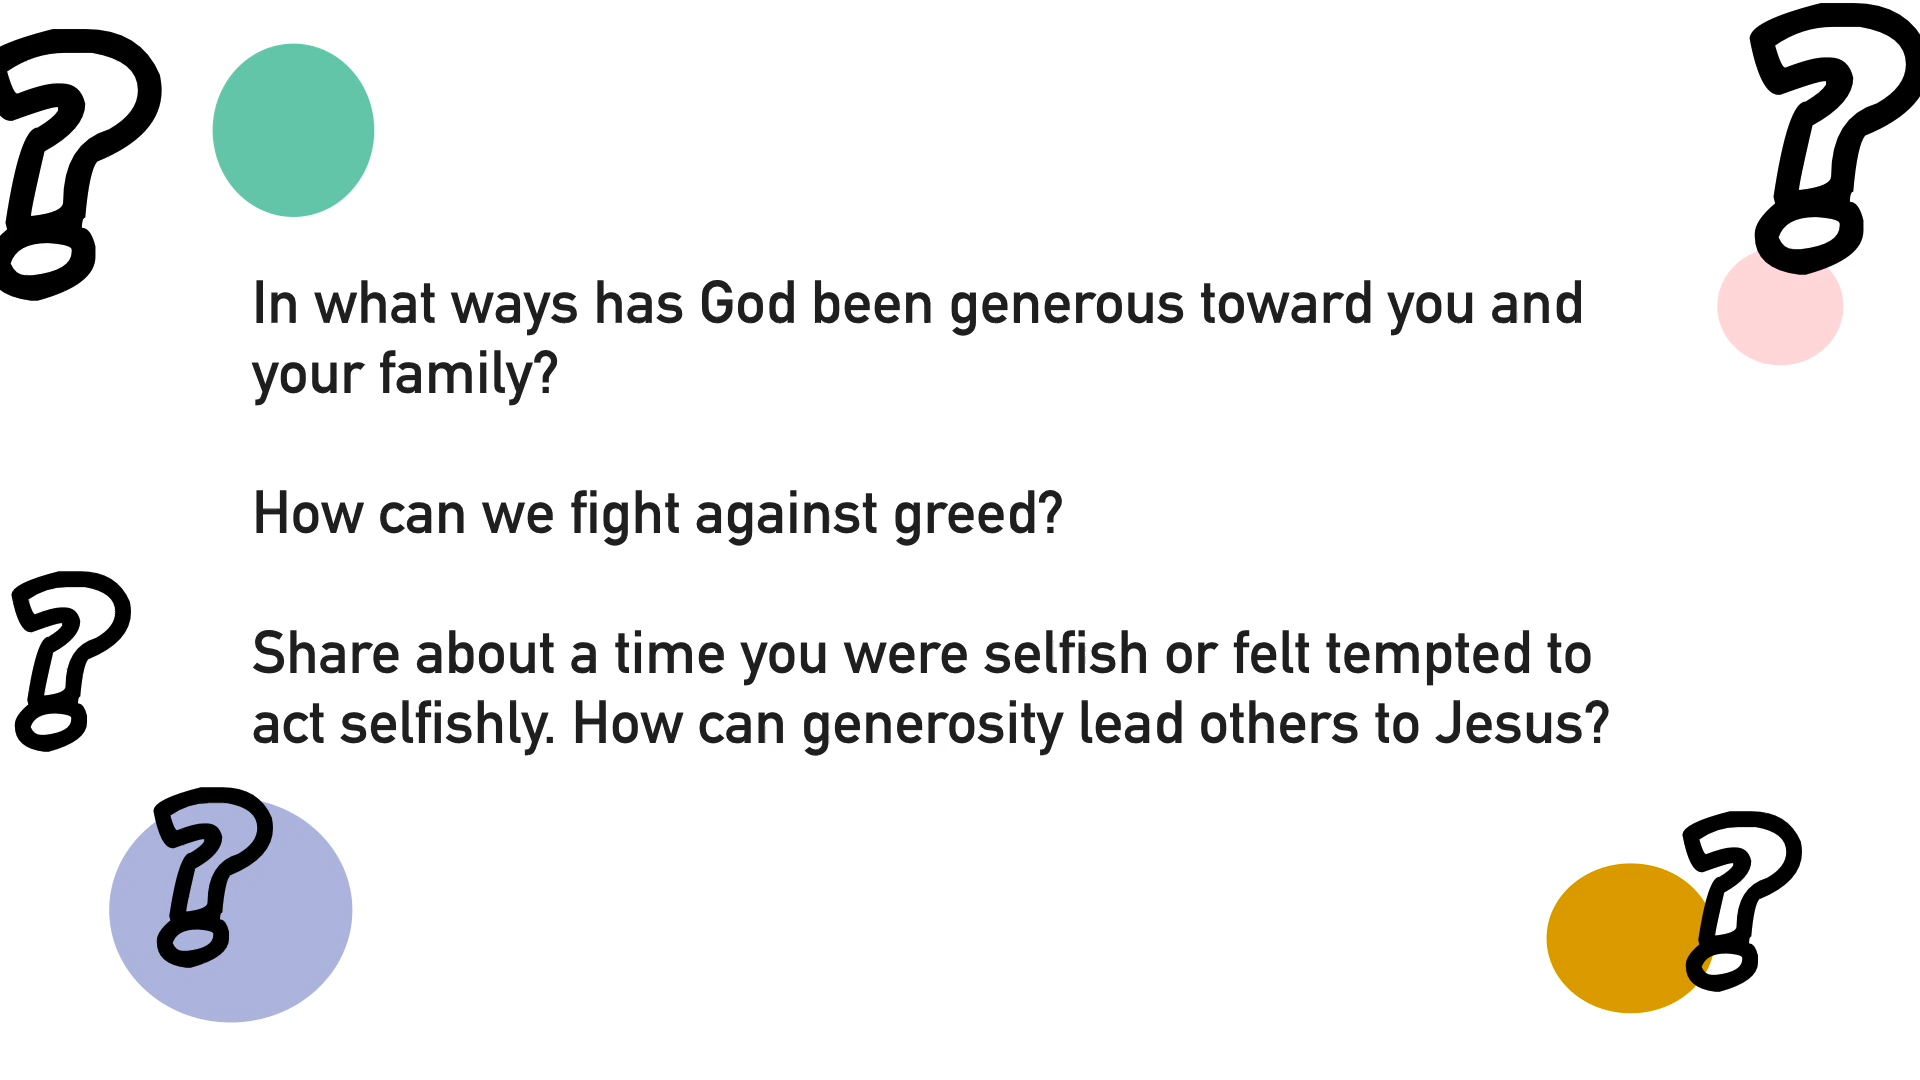 In what ways has God been generous toward you and
your family?
How can we fight against greed?
Share about a time you were selfish or felt tempted to
act selfishly. How can generosity lead others to Jesus?